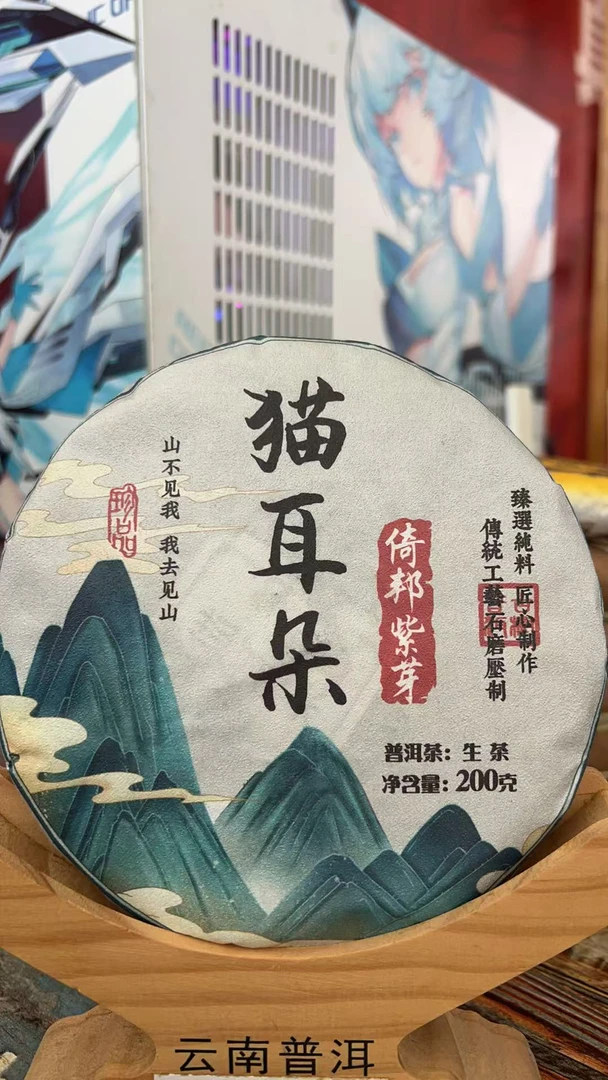 猫耳朵
山不见我 我去见山
珍品
倚邦紫芽
臻選純料 匠心制作
傳統工藝石磨壓制
普洱茶：生茶
净含量：200克
云南普洱